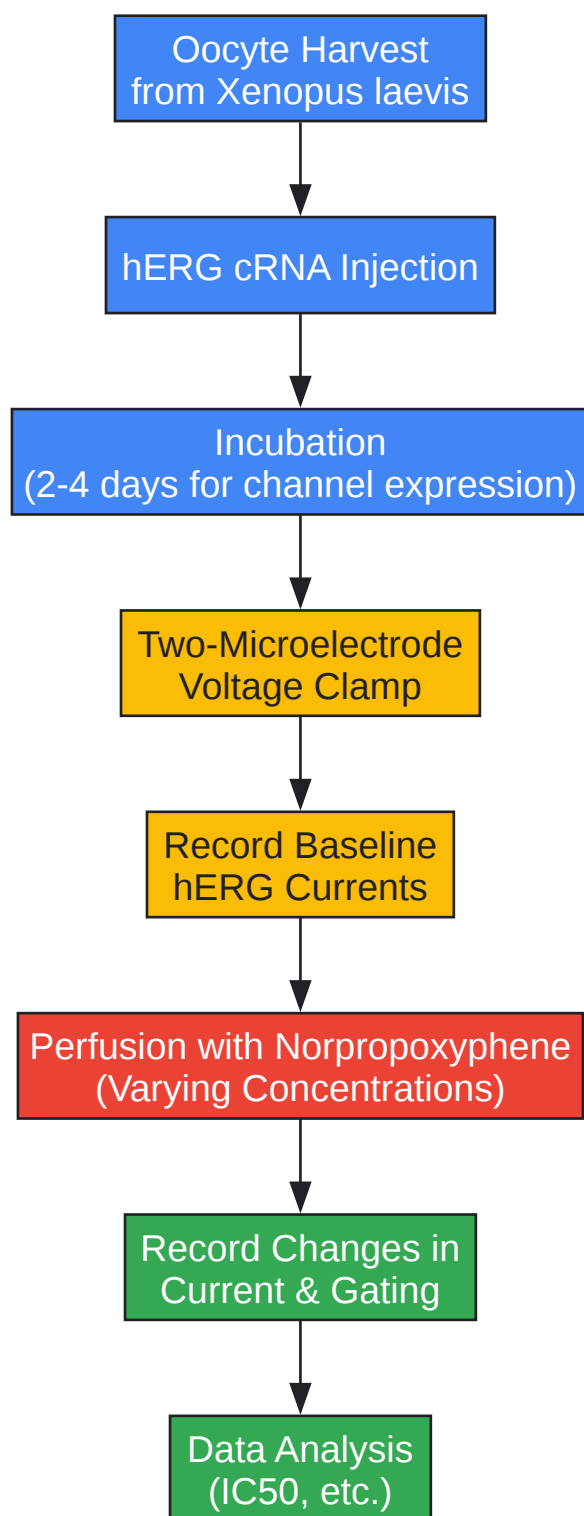 Oocyte Harvest
from Xenopus laevis
hERG cRNA Injection
Incubation
(2-4 days for channel expression)
Two-Microelectrode
Voltage Clamp
Record Baseline
hERG Currents
Perfusion with Norpropoxyphene
(Varying Concentrations)
Record Changes in
Current & Gating
Data Analysis
(IC50, etc.)